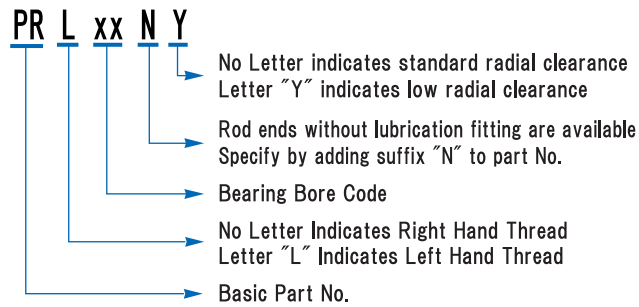 PR L xx N Y
No Letter indicates standard radial clearance
Letter ″Y″ indicates low radial clearance
Rod ends without lubrication fitting are available
Specify by adding suffix ″N″ to part No.
Bearing Bore Code
No Letter Indicates Right Hand Thread
Letter ″L″ Indicates Left Hand Thread
Basic Part No.